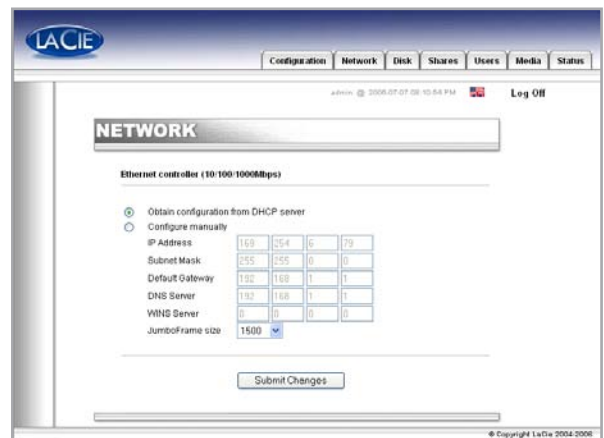 LACIE
Configuration Network Disk Shares Users Media Status
admin @ 2006-07-07 08:10:54 PM Log Off
NETWORK
Ethernet controller (10/100/1000Mbps)
Obtain configuration from DHCP server
Configure manually
IP Address 169 254 6 79
Subnet Mask 255 255 0 0
Default Gateway 192 168 1 1
DNS Server 192 168 1 1
WINS Server 0 0 0 0
JumboFrame size 1500
Submit Changes
© Copyright LaCie 2004-2006